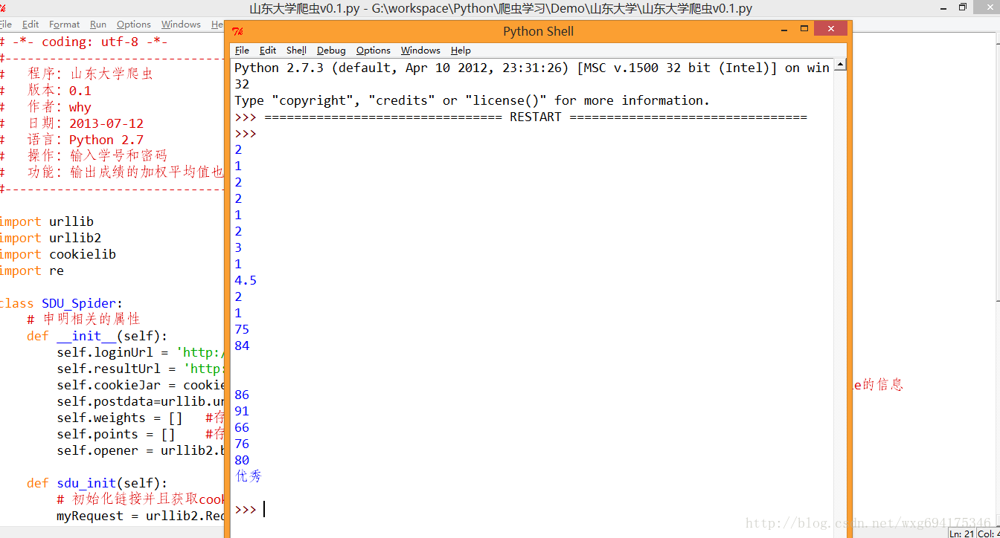 山东大学爬虫v0.1.py - G:\workspace\Python\爬虫学习\Demo\山东大学\山东大学爬虫v0.1.py
File Edit Format Run Options Windows He
# -*- coding: utf-8 -*-
#------------------------------
# 程序：山东大学爬虫
# 版本：0.1
# 作者：why
# 日期：2013-07-12
# 语言：Python 2.7
# 操作：输入学号和密码
# 功能：输出成绩的加权平均值也
#------------------------------
import urllib
import urllib2
import cookielib
import re
class SDU_Spider:
# 申明相关的属性
def __init__(self):
self.loginUrl = 'http:/
self.resultUrl = 'http:
self.cookieJar = cookie
e的信息
self.postdata=urllib.ur
self.weights = [] #存
self.points = [] #存
self.opener = urllib2.b
def sdu_init(self):
# 初始化链接并且获取cook
myRequest = urllib2.Req
Python Shell
File Edit Shell Debug Options Windows Help
Python 2.7.3 (default, Apr 10 2012, 23:31:26) [MSC v.1500 32 bit (Intel)] on win
32
Type "copyright", "credits" or "license()" for more information.
>>> ================================ RESTART ================================
>>>
2
1
2
2
1
2
3
1
4.5
2
1
75
84
86
91
66
76
80
优秀
>>>
http://blog.csdn.net/wxg694175346
Ln: 21 Col: 4